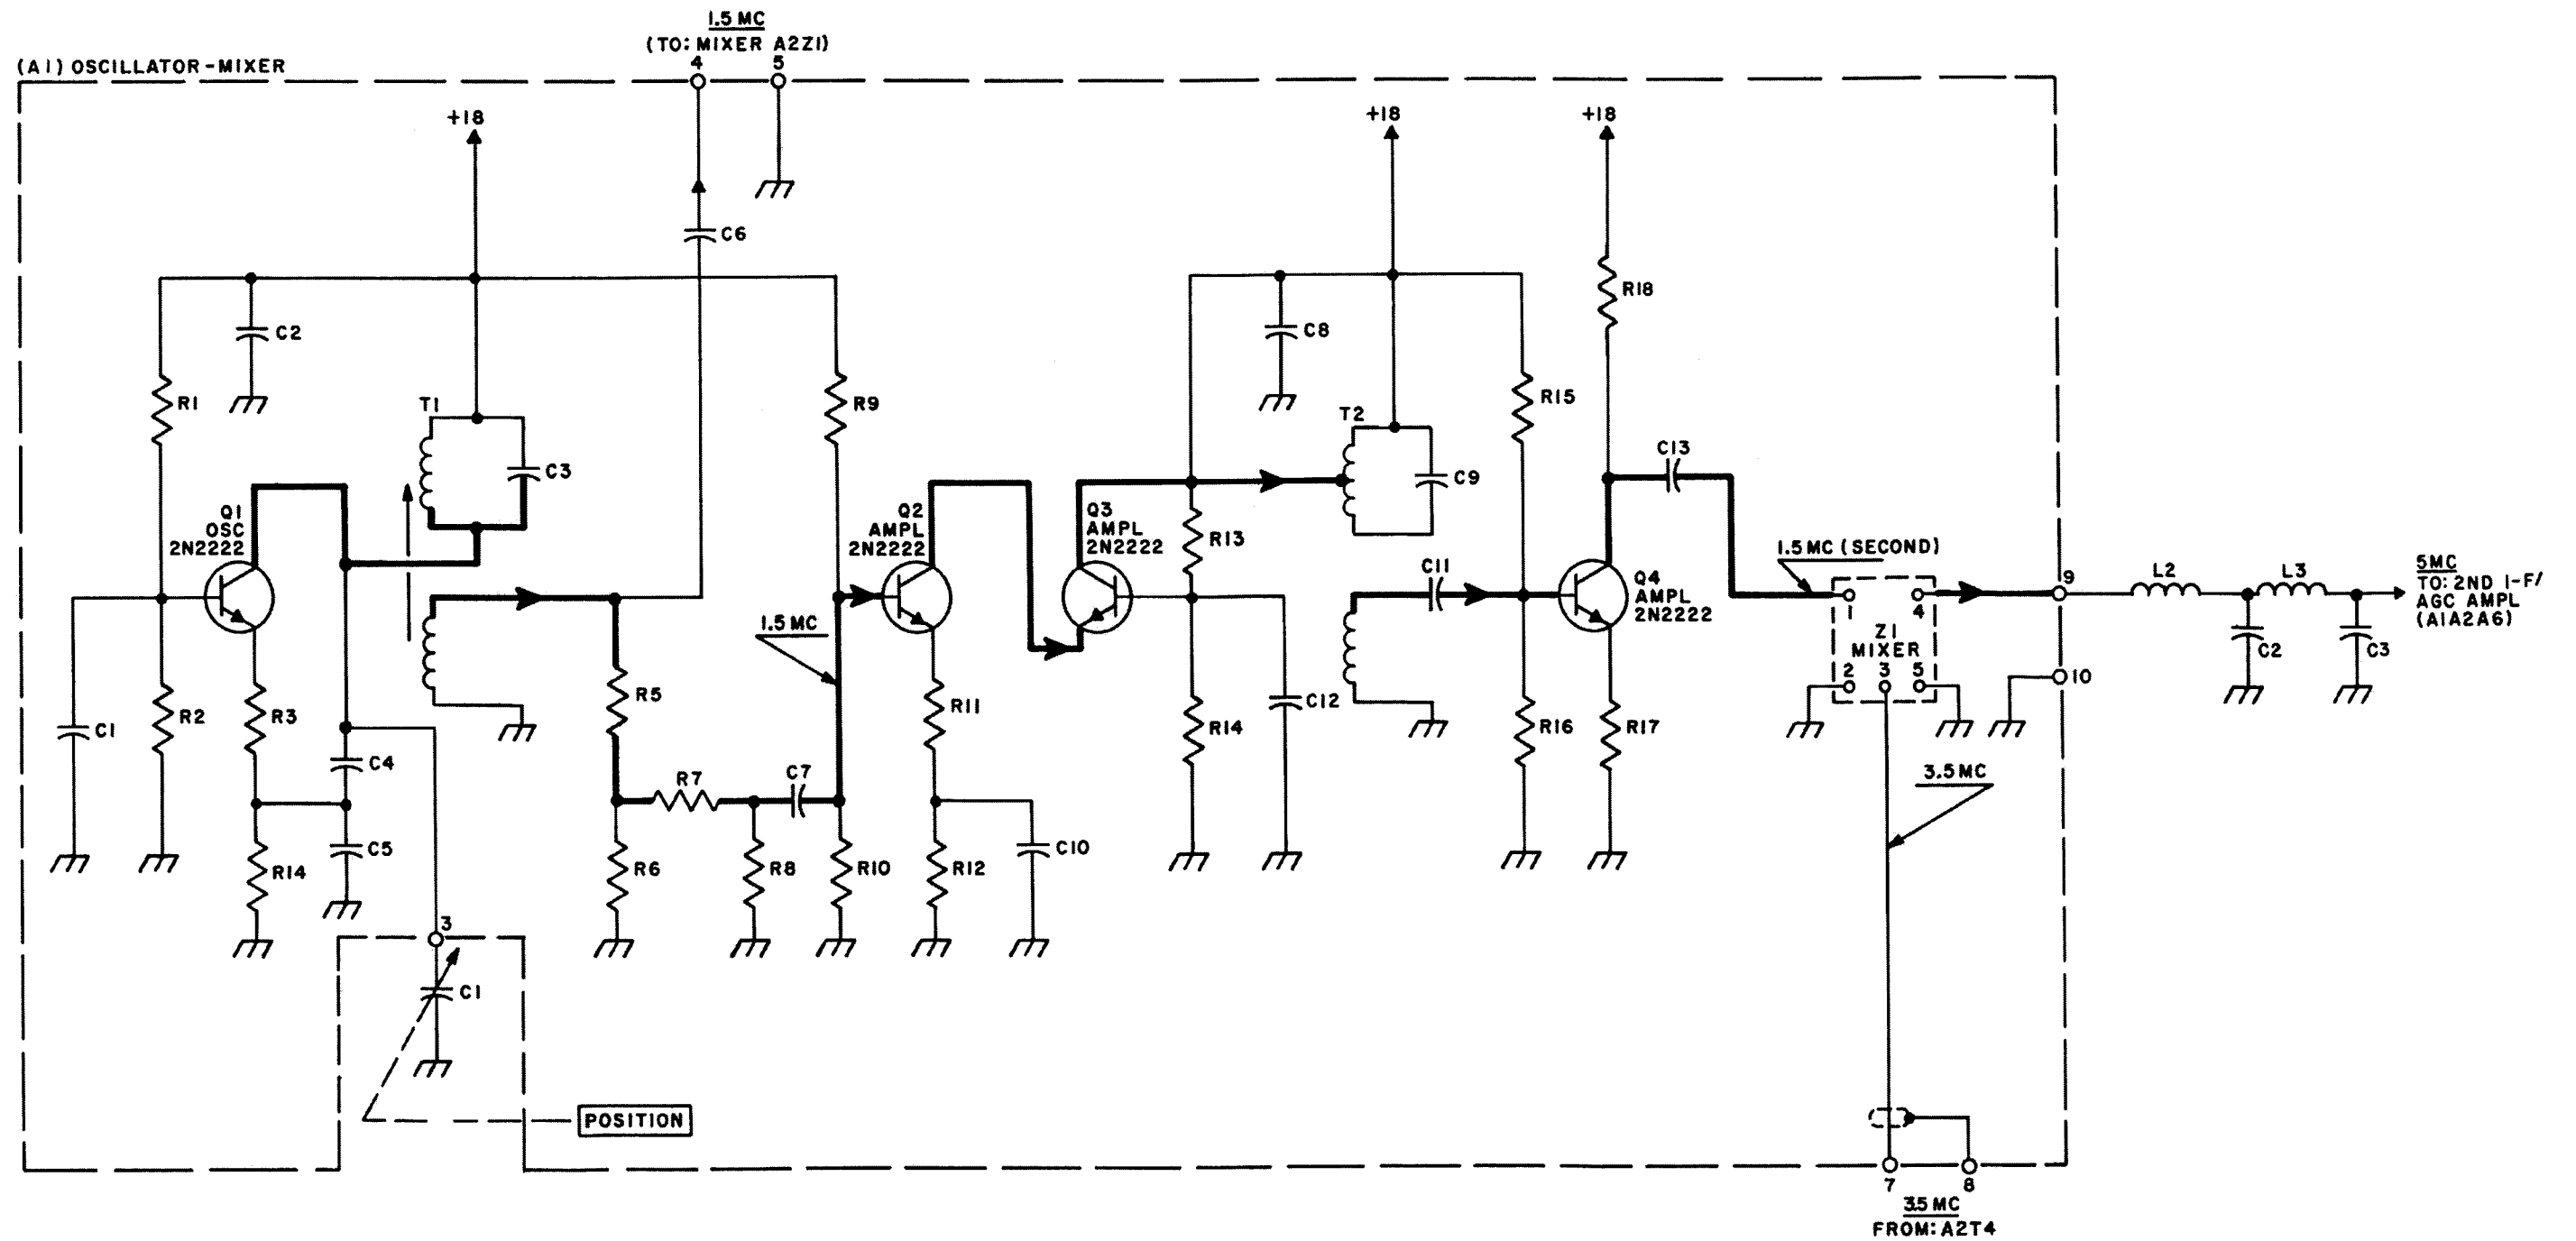 1.5 MC
(TO: MIXER A2Z1)
(A1) OSCILLATOR-MIXER
4
5
+18
+18
+18
C6
C2
C8
R18
R1
T1
R9
T2
R15
C3
C9
C13
Q1
OSC
2N2222
Q2
AMPL
2N2222
Q3
AMPL
2N2222
R13
C11
Q4
AMPL
2N2222
1.5 MC (SECOND)
1.5 MC
1
4
Z1
MIXER
2
3
5
9
10
L2
L3
C2
C3
5MC
TO: 2ND I-F/
AGC AMPL
(A1A2A6)
C1
R2
R3
R5
R11
R14
C12
R16
R17
C4
R7
C7
3.5 MC
C5
R14
R6
R8
R10
R12
C10
3
C1
POSITION
7
8
3.5 MC
FROM: A2T4